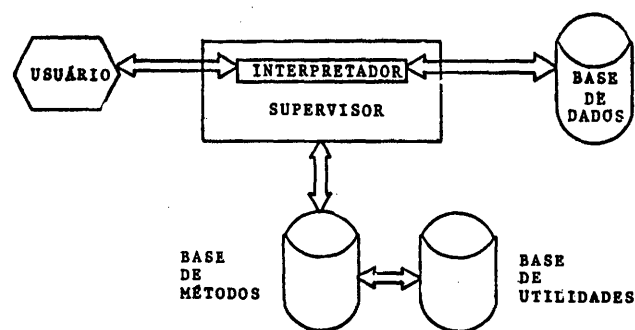 USUÁRIO
INTERPRETADOR
SUPERVISOR
BASE
DE
DADOS
BASE
DE
MÉTODOS
BASE
DE
UTILIDADES